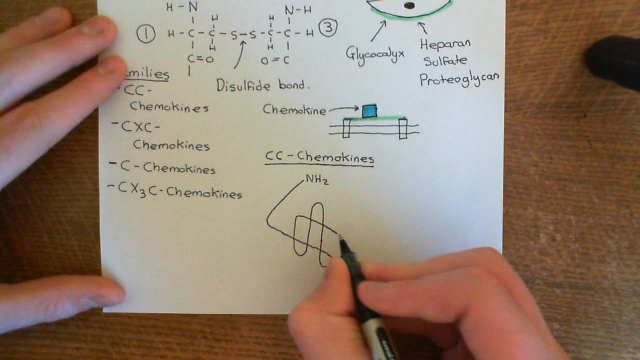 H-N
N-H
H
H
① H-C-C-S-S-C-C-H ③
H
H
C=O
O=C
Disulfide bond.
Glycocalyx
Heparan
Sulfate
Proteoglycan
-CC-
Chemokines
-CXC-
Chemokines
-C-Chemokines
-CX₃C-Chemokines
Chemokine
CC-Chemokines
NH₂